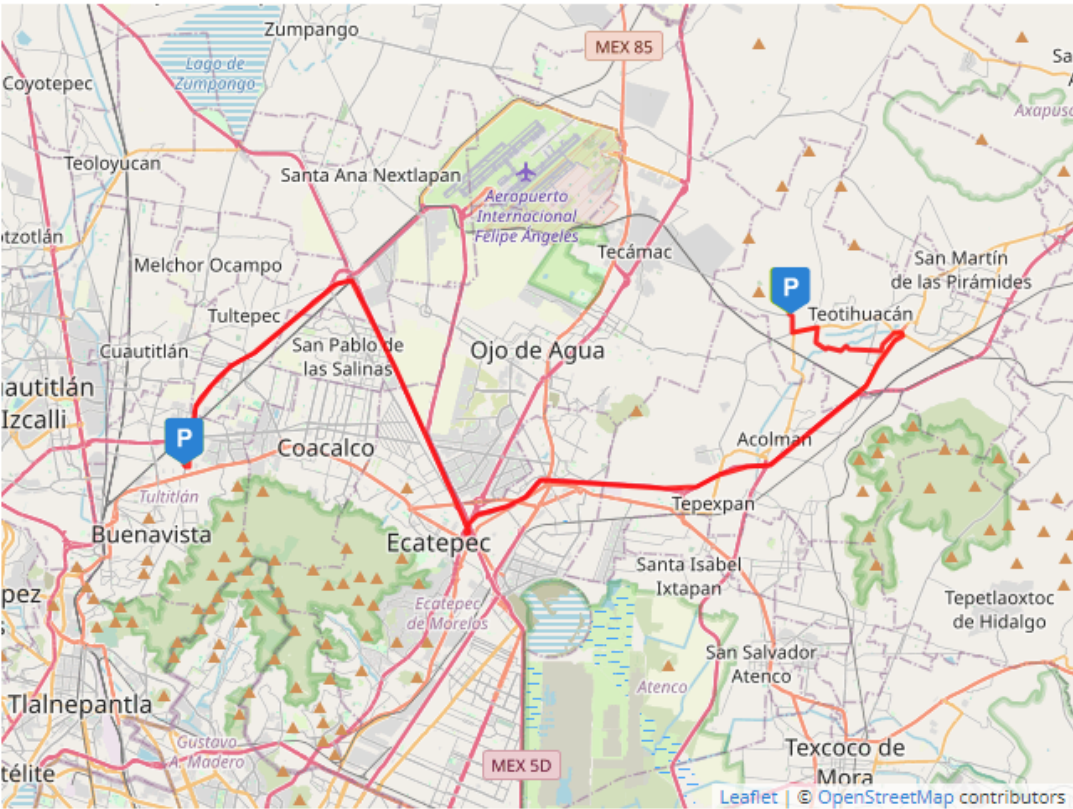 Zumpango
MEX 85
Lago de
Zumpango
Coyotepec
Axapusc
Teoloyucan
Santa Ana Nextlapan
Aeropuerto
Internacional
Felipe Ángeles
otzotlán
Tecámac
Melchor Ocampo
San Martín
de las Pirámides
P
Tultepec
Teotihuacán
San Pablo de
las Salinas
Cuautitlán
Ojo de Agua
autitlán
Izcalli
P
Coacalco
Acolman
Tultitlán
Tepexpan
Buenavista
Ecatepec
Santa Isabel
Ixtapan
pez
Ecatepec
de Morelos
Tepetlaoxtoc
de Hidalgo
San Salvador
Atenco
Atenco
Tlalnepantla
Gustavo
A. Madero
Texcoco de
Mora
télite
MEX 5D
Leaflet | © OpenStreetMap contributors